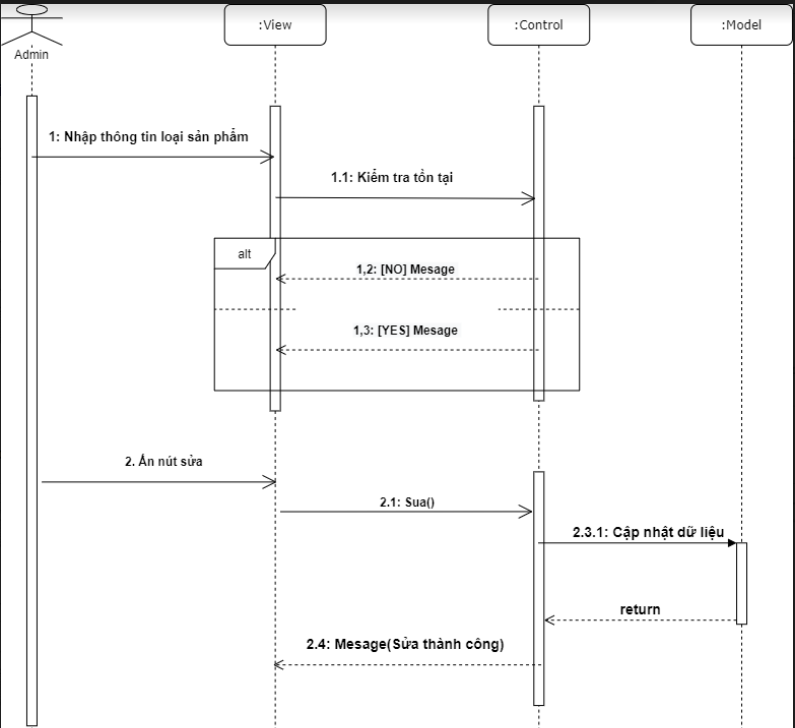 :View
:Control
:Model
Admin
1: Nhập thông tin loại sản phẩm
1.1: Kiểm tra tồn tại
alt
1,2: [NO] Mesage
1,3: [YES] Mesage
2. Ấn nút sửa
2.1: Sua()
2.3.1: Cập nhật dữ liệu
return
2.4: Mesage(Sửa thành công)